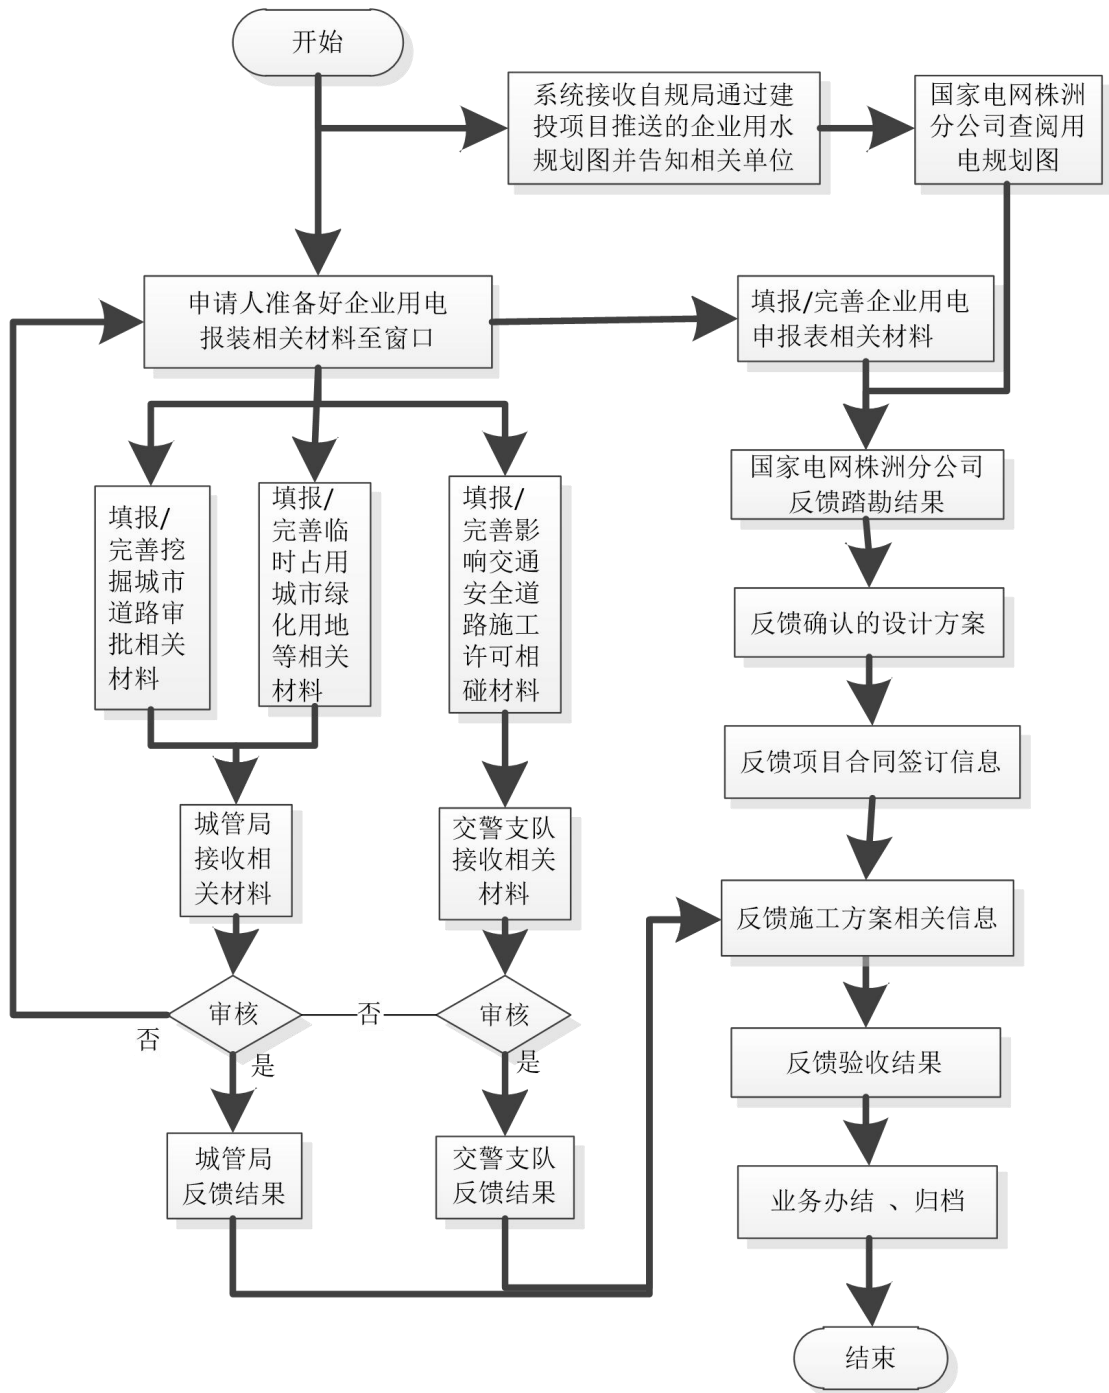 开始
系统接收自规局通过建
投项目推送的企业用水
规划图并告知相关单位
国家电网株洲
分公司查阅用
电规划图
申请人准备好企业用电
报装相关材料至窗口
填报/完善企业用电
申报表相关材料
填报/
完善挖
掘城市
道路审
批相关
材料
填报/
完善临
时占用
城市绿
化用地
等相关
材料
填报/
完善影
响交通
安全道
路施工
许可相
碰材料
国家电网株洲分公司
反馈踏勘结果
反馈确认的设计方案
反馈项目合同签订信息
城管局
接收相
关材料
交警支队
接收相关
材料
反馈施工方案相关信息
审核
否
审核
否
是
是
反馈验收结果
城管局
反馈结果
交警支队
反馈结果
业务办结 、归档
结束